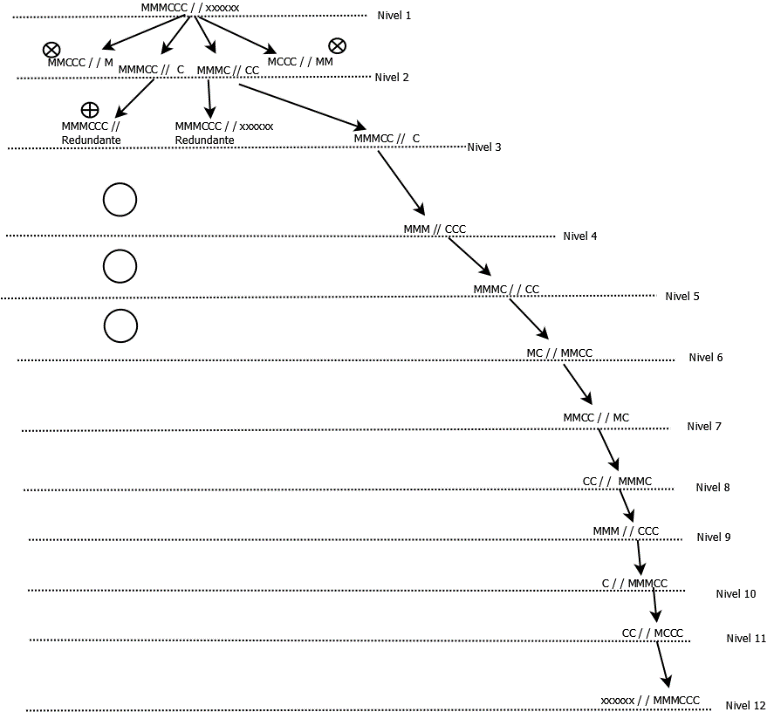 MMMCCC // xxxxxx
Nivel 1
MMCCC // M
MMMCC // C
MMMC // CC
MCCC // MM
Nivel 2
MMMCCC //
Redundante
MMMCCC // xxxxxx
Redundante
MMMCC // C
Nivel 3
MMM // CCC
Nivel 4
MMMC // CC
Nivel 5
MC // MMCC
Nivel 6
MMCC // MC
Nivel 7
CC // MMMC
Nivel 8
MMM // CCC
Nivel 9
C // MMMCC
Nivel 10
CC // MCCC
Nivel 11
xxxxxx // MMMCCC
Nivel 12